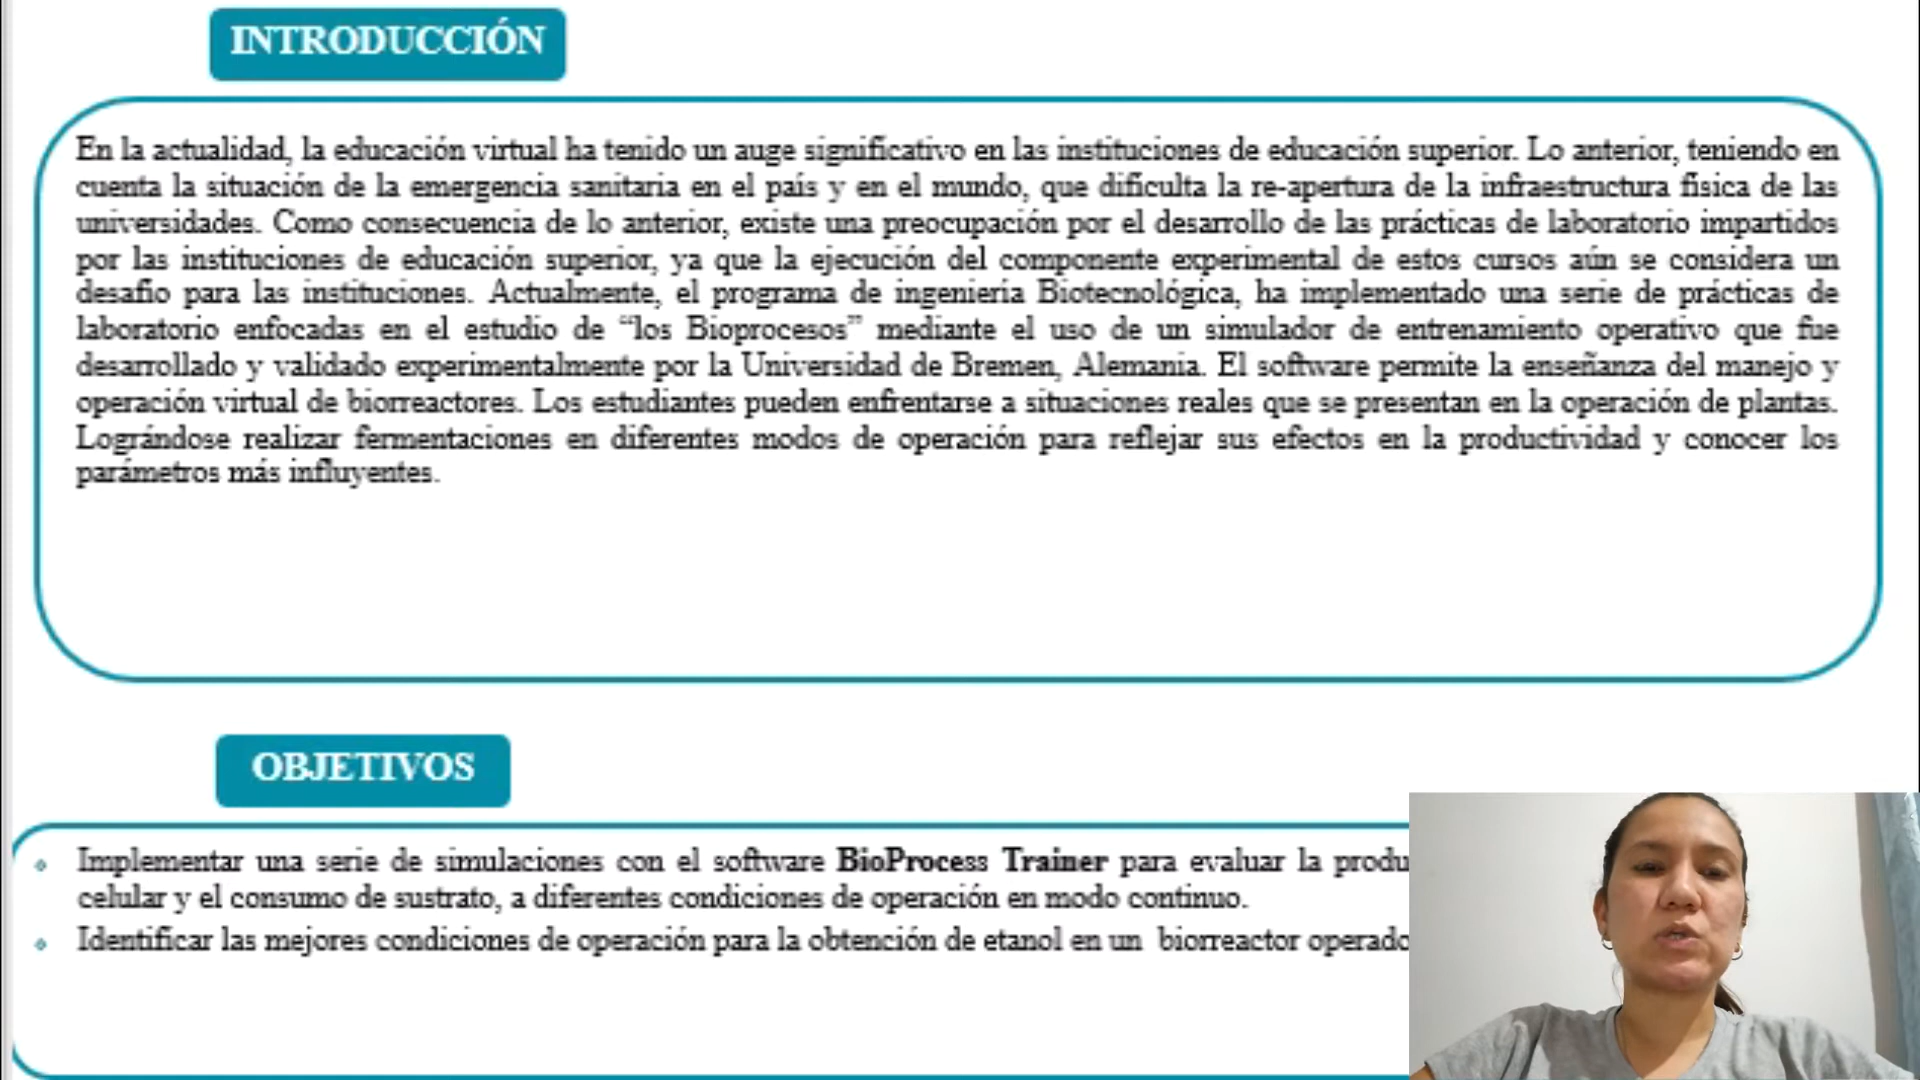 INTRODUCCIÓN
En la actualidad, la educación virtual ha tenido un auge significativo en las instituciones de educación superior. Lo anterior, teniendo en
cuenta la situación de la emergencia sanitaria en el país y en el mundo, que dificulta la re-apertura de la infraestructura física de las
universidades. Como consecuencia de lo anterior, existe una preocupación por el desarrollo de las prácticas de laboratorio impartidos
por las instituciones de educación superior, ya que la ejecución del componente experimental de estos cursos aún se considera un
desafío para las instituciones. Actualmente, el programa de ingeniería Biotecnológica, ha implementado una serie de prácticas de
laboratorio enfocadas en el estudio de “los Bioprocesos” mediante el uso de un simulador de entrenamiento operativo que fue
desarrollado y validado experimentalmente por la Universidad de Bremen, Alemania. El software permite la enseñanza del manejo y
operación virtual de biorreactores. Los estudiantes pueden enfrentarse a situaciones reales que se presentan en la operación de plantas.
Lográndose realizar fermentaciones en diferentes modos de operación para reflejar sus efectos en la productividad y conocer los
parámetros más influyentes.
OBJETIVOS
Implementar una serie de simulaciones con el software BioProcess Trainer para evaluar la
celular y el consumo de sustrato, a diferentes condiciones de operación en modo continuo.
Identificar las mejores condiciones de operación para la obtención de etanol en un biorreactor